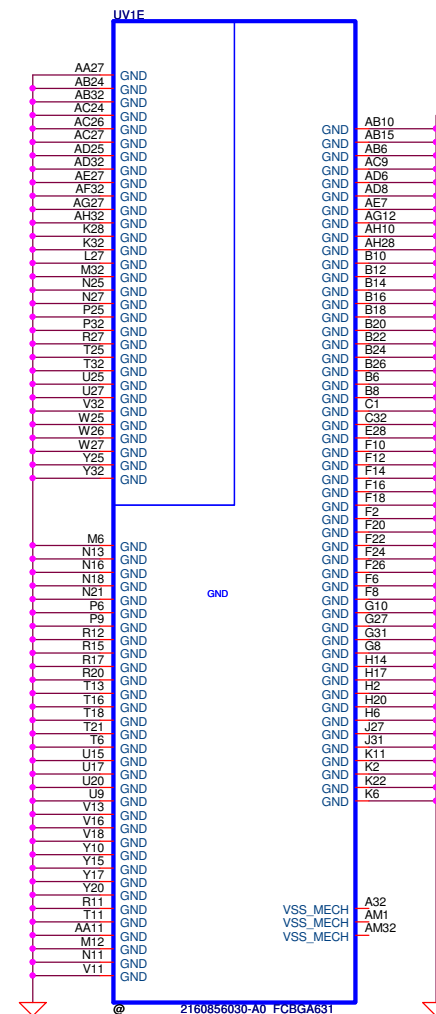 UV1E
AA27 GND
AB24 GND
AB32 GND
AC24 GND
AC26 GND
AC27 GND
AD25 GND
AD32 GND
AE27 GND
AF32 GND
AG27 GND
AH32 GND
K28 GND
K32 GND
L27 GND
M32 GND
N25 GND
N27 GND
P25 GND
P32 GND
R27 GND
T25 GND
T32 GND
U25 GND
U27 GND
V32 GND
W25 GND
W26 GND
W27 GND
Y25 GND
Y32 GND
M6 GND
N13 GND
N16 GND
N18 GND
N21 GND
P6 GND
P9 GND
R12 GND
R15 GND
R17 GND
R20 GND
T13 GND
T16 GND
T18 GND
T21 GND
T6 GND
U15 GND
U17 GND
U20 GND
U9 GND
V13 GND
V16 GND
V18 GND
Y10 GND
Y15 GND
Y17 GND
Y20 GND
R11 GND
T11 GND
AA11 GND
M12 GND
N11 GND
V11 GND
GND
GND AB10
GND AB15
GND AB6
GND AC9
GND AD6
GND AD8
GND AE7
GND AG12
GND AH10
GND AH28
GND B10
GND B12
GND B14
GND B16
GND B18
GND B20
GND B22
GND B24
GND B26
GND B6
GND B8
GND C1
GND C32
GND E28
GND F10
GND F12
GND F14
GND F16
GND F18
GND F2
GND F20
GND F22
GND F24
GND F26
GND F6
GND F8
GND G10
GND G27
GND G31
GND G8
GND H14
GND H17
GND H2
GND H20
GND H6
GND J27
GND J31
GND K11
GND K2
GND K22
GND K6
VSS_MECH A32
VSS_MECH AM1
VSS_MECH AM32
@ 2160856030-A0 FCBGA631